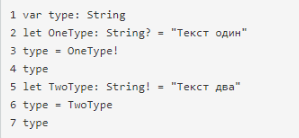 1 var type: String
2 let OneType: String? = "Текст один"
3 type = OneType!
4 type
5 let TwoType: String! = "Текст два"
6 type = TwoType
7 type